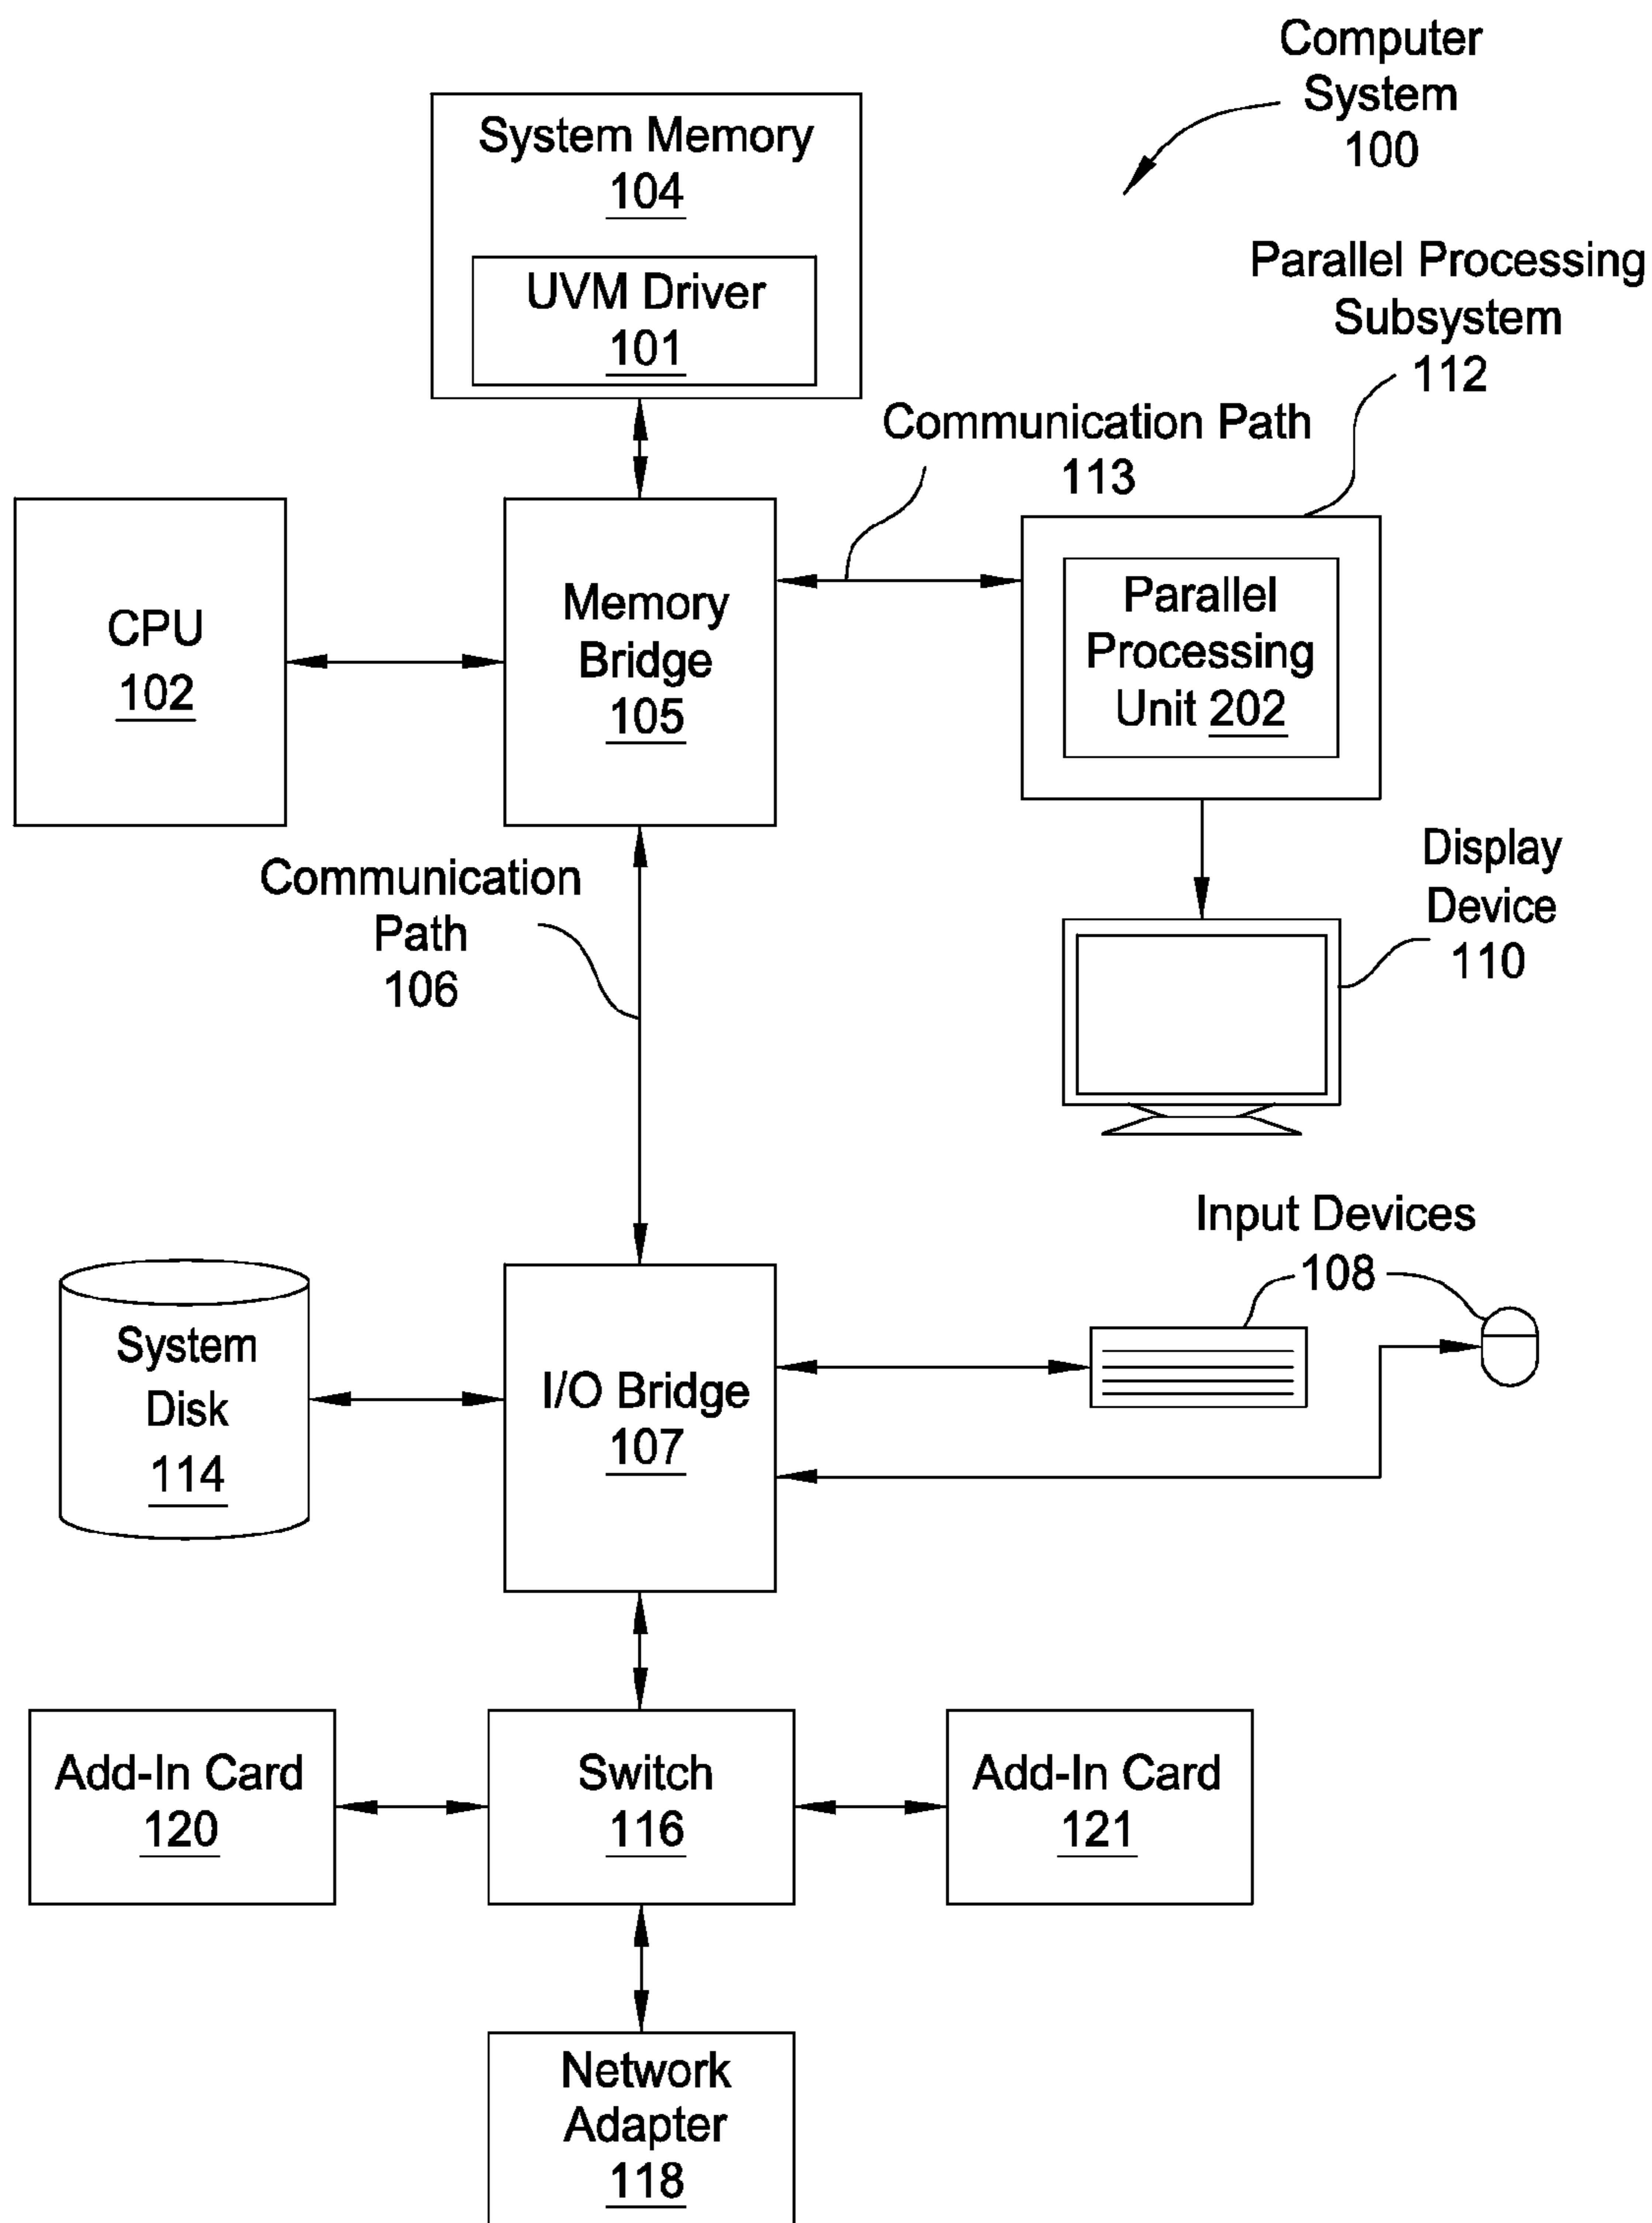 Computer
System
100
System Memory
104
UVM Driver
101
Parallel Processing
Subsystem
112
Communication Path
113
CPU
102
Memory
Bridge
105
Parallel
Processing
Unit 202
Communication
Path
106
Display
Device
110
Input Devices
108
System
Disk
114
I/O Bridge
107
Add-In Card
120
Switch
116
Add-In Card
121
Network
Adapter
118